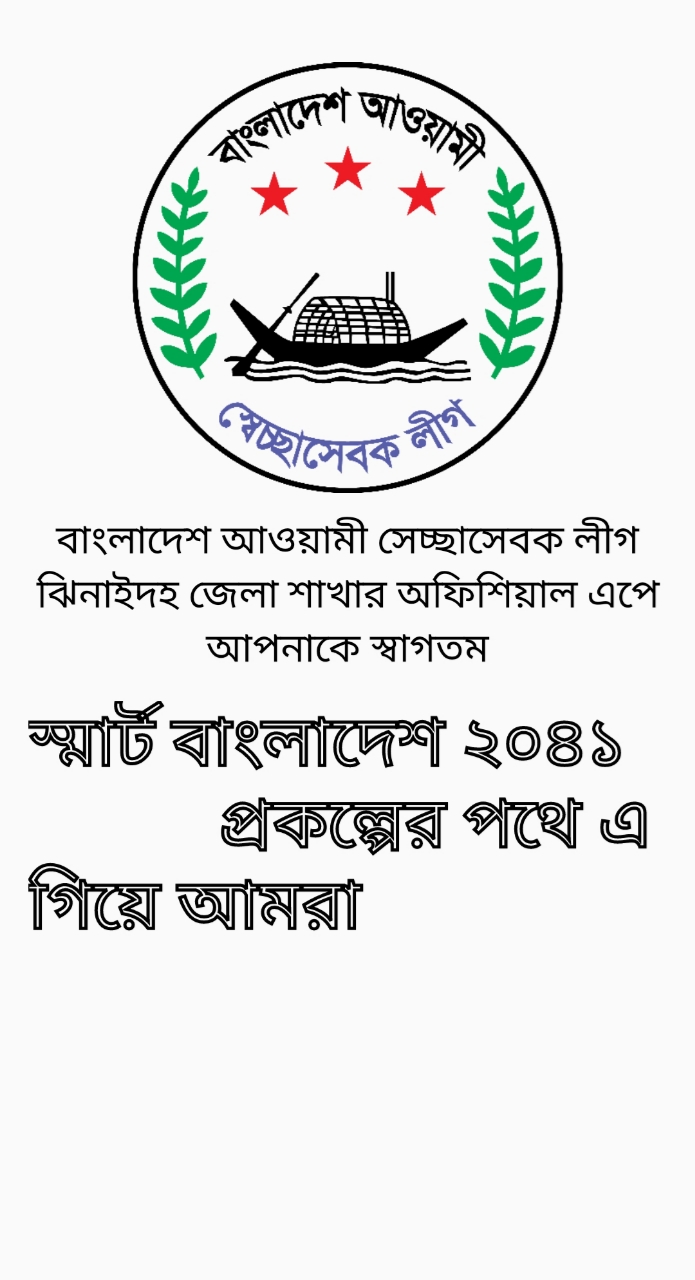 বাংলাদেশ আওয়ামী
স্বেচ্ছাসেবক লীগ
বাংলাদেশ আওয়ামী সেচ্ছাসেবক লীগ
ঝিনাইদহ জেলা শাখার অফিশিয়াল এপে
আপনাকে স্বাগতম
স্মার্ট বাংলাদেশ ২০৪১
প্রকল্পের পথে এ
গিয়ে আমরা